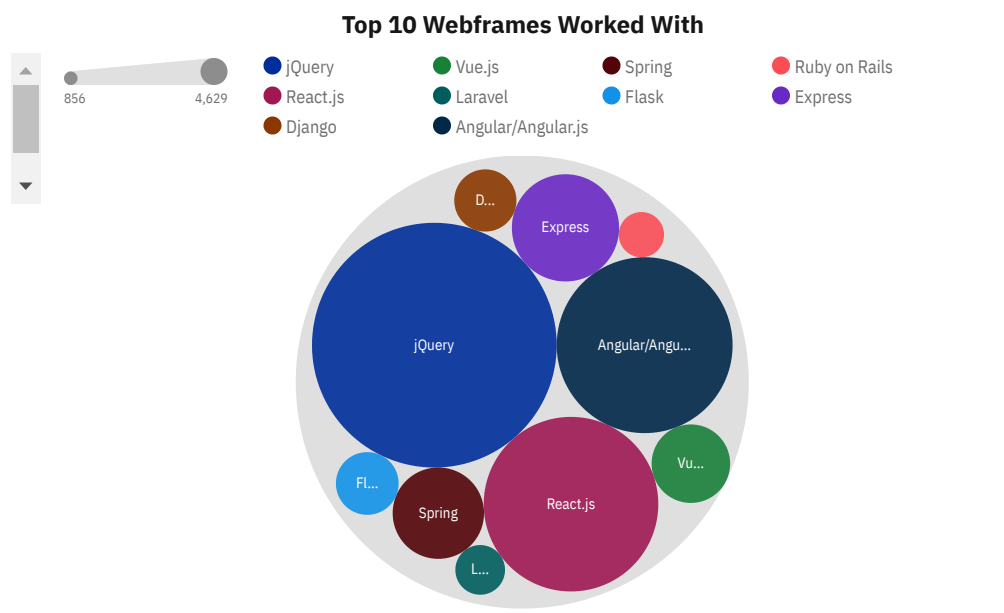 Top 10 Webframes Worked With
856 4,629
jQuery Vue.js Spring Ruby on Rails
React.js Laravel Flask Express
Django Angular/Angular.js
D...
Express
jQuery
Angular/Angu...
Vu...
Fl...
React.js
Spring
L...